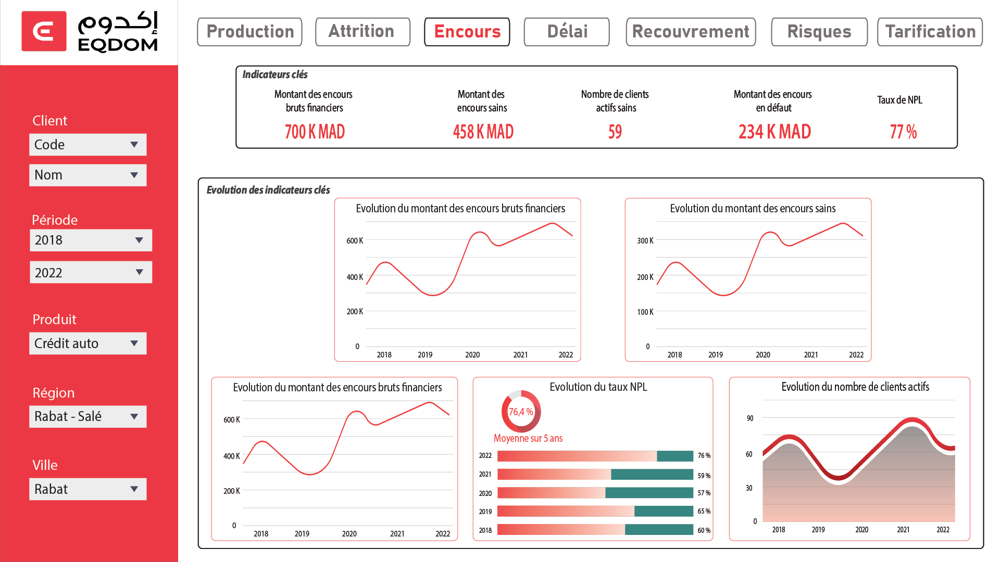 إكدوم
EQDOM
Production
Attrition
Encours
Délai
Recouvrement
Risques
Tarification
Client
Code
Nom
Période
2018
2022
Produit
Crédit auto
Région
Rabat - Salé
Ville
Rabat
Indicateurs clés
Montant des encours
bruts financiers
700 K MAD
Montant des
encours sains
458 K MAD
Nombre de clients
actifs sains
59
Montant des encours
en défaut
234 K MAD
Taux de NPL
77 %
Evolution des indicateurs clés
Evolution du montant des encours bruts financiers
600 K
400 K
200 K
0
2018 2019 2020 2021 2022
Evolution du montant des encours sains
300 K
200 K
100 K
0
2018 2019 2020 2021 2022
Evolution du montant des encours bruts financiers
600 K
400 K
200 K
0
2018 2019 2020 2021 2022
Evolution du taux NPL
76,4 %
Moyenne sur 5 ans
2022 76 %
2021 59 %
2020 57 %
2019 65 %
2018 60 %
Evolution du nombre de clients actifs
90
60
30
0
2018 2019 2020 2021 2022